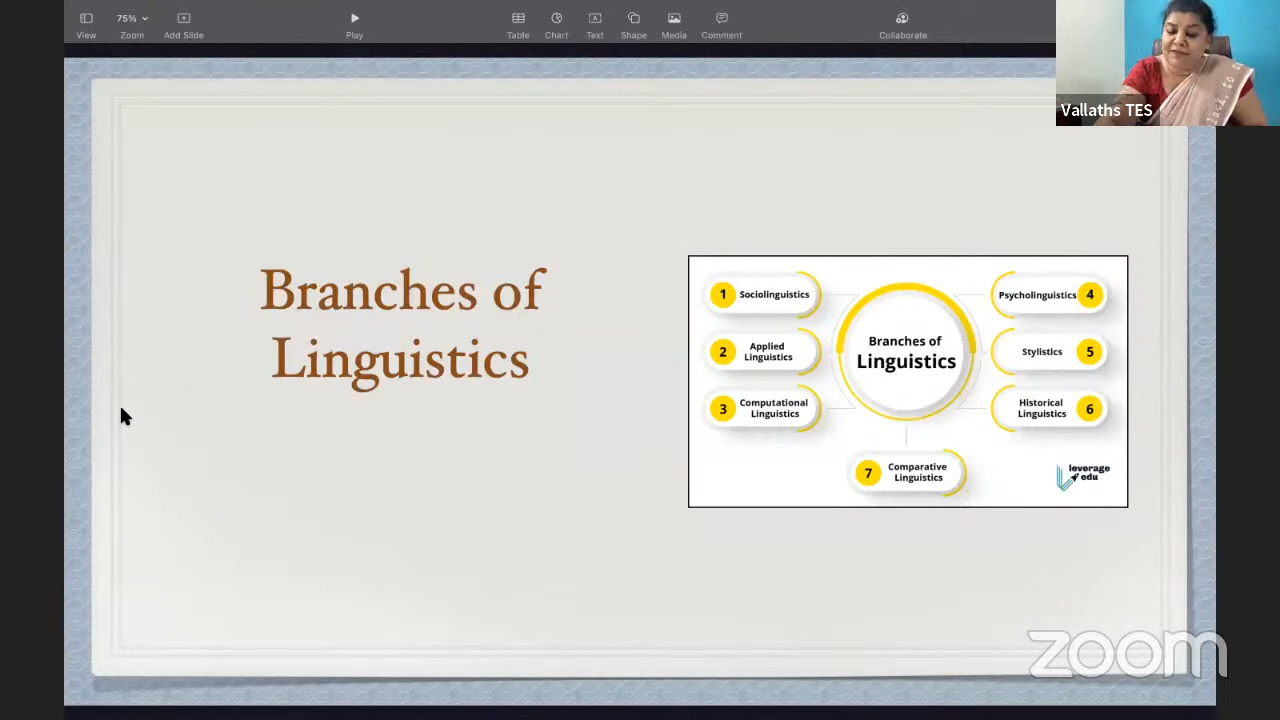 View
75%
Zoom
Add Slide
Play
Table
Chart
Text
Shape
Media
Comment
Collaborate
Vallaths TES
Branches of
Linguistics
1 Sociolinguistics
2 Applied
Linguistics
3 Computational
Linguistics
Branches of
Linguistics
Psycholinguistics 4
Stylistics 5
Historical
Linguistics 6
7 Comparative
Linguistics
leverage
edu
zoom